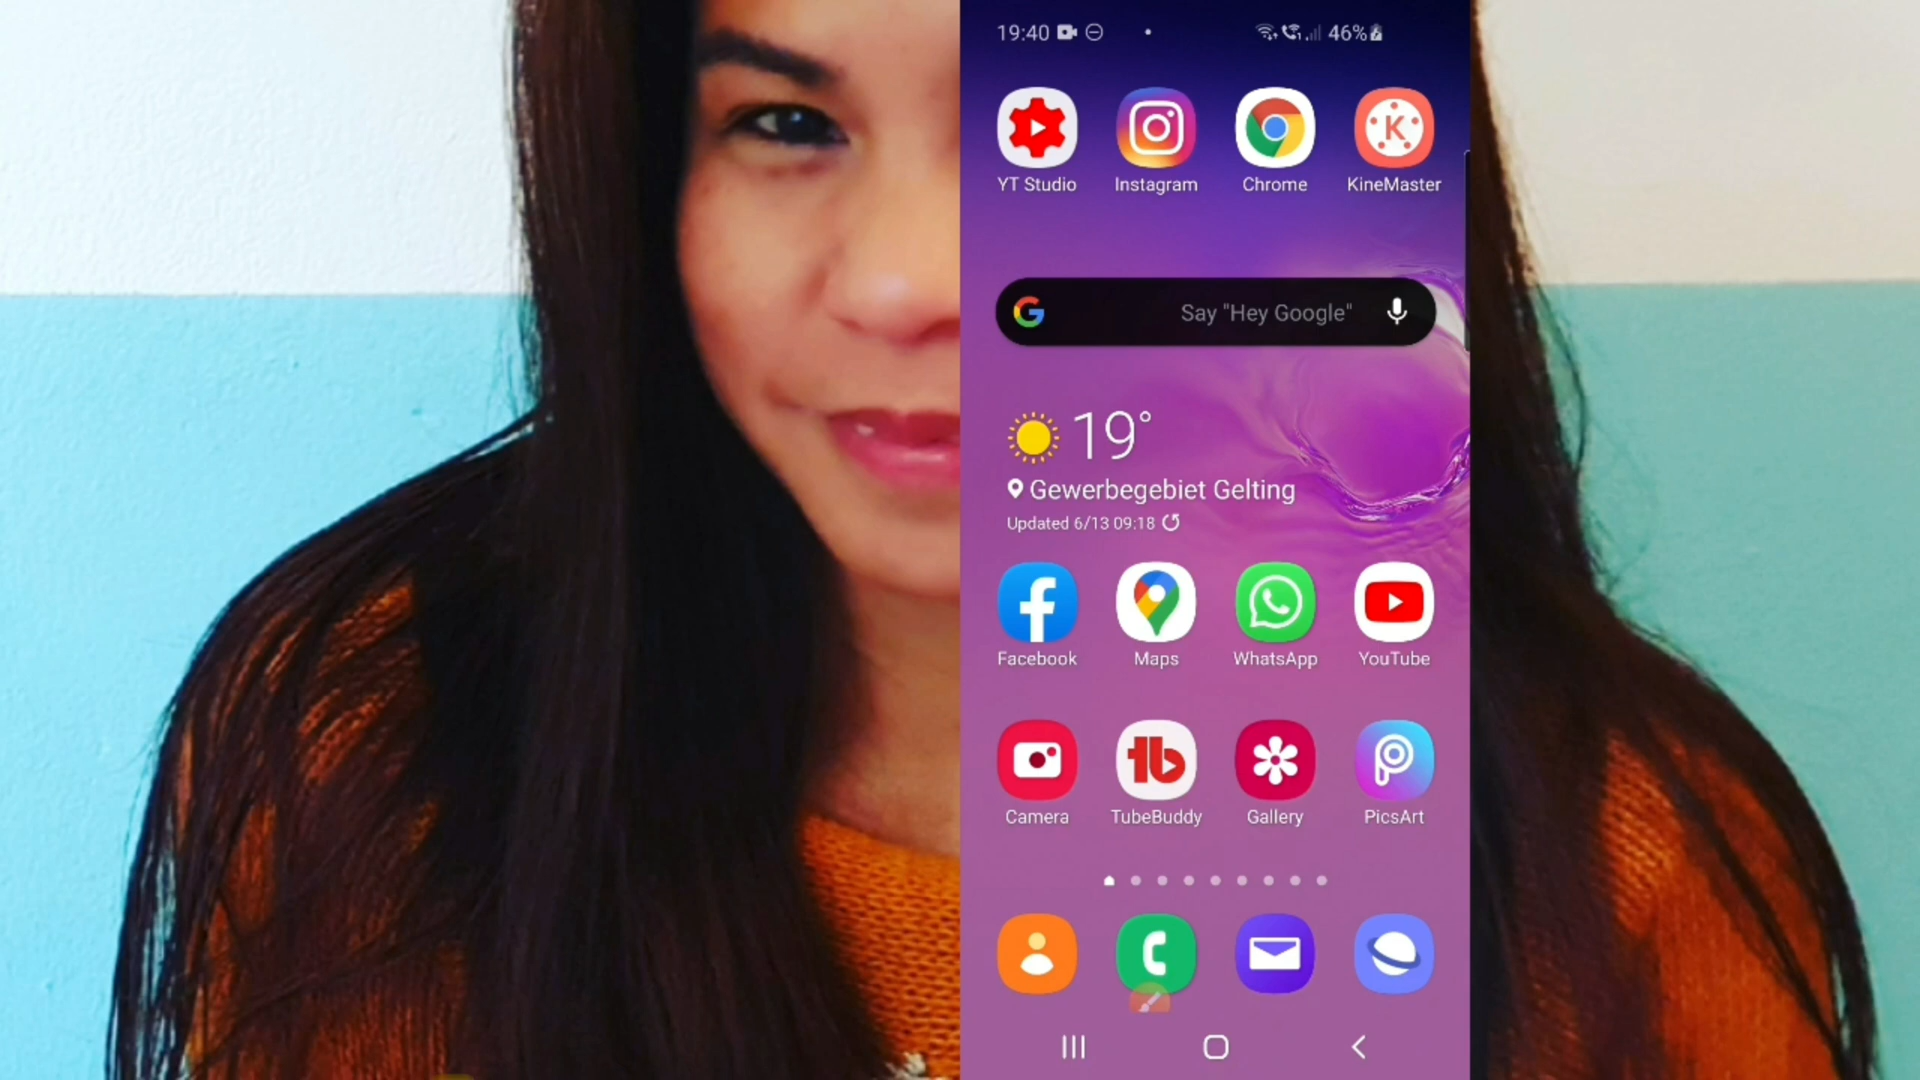 19:40 46%
YT Studio Instagram Chrome KineMaster
Say "Hey Google"
19°
Gewerbegebiet Gelting
Updated 6/13 09:18
Facebook Maps WhatsApp YouTube
Camera TubeBuddy Gallery PicsArt